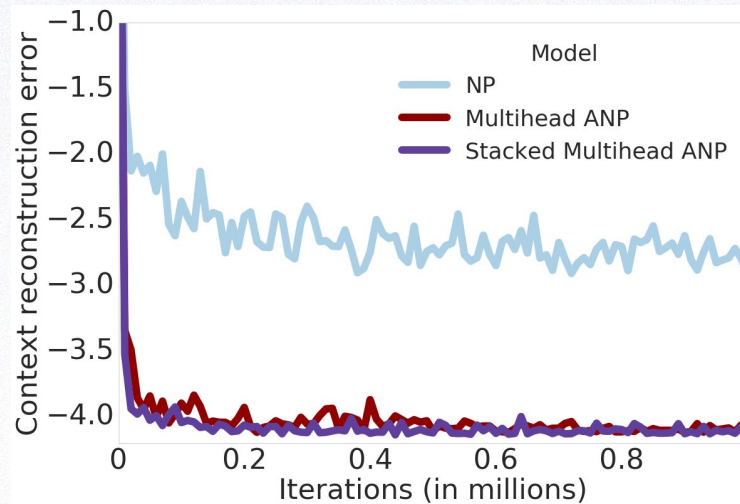 Context reconstruction error
−1.0
−1.5
−2.0
−2.5
−3.0
−3.5
−4.0
Model
NP
Multihead ANP
Stacked Multihead ANP
0 0.2 0.4 0.6 0.8
Iterations (in millions)